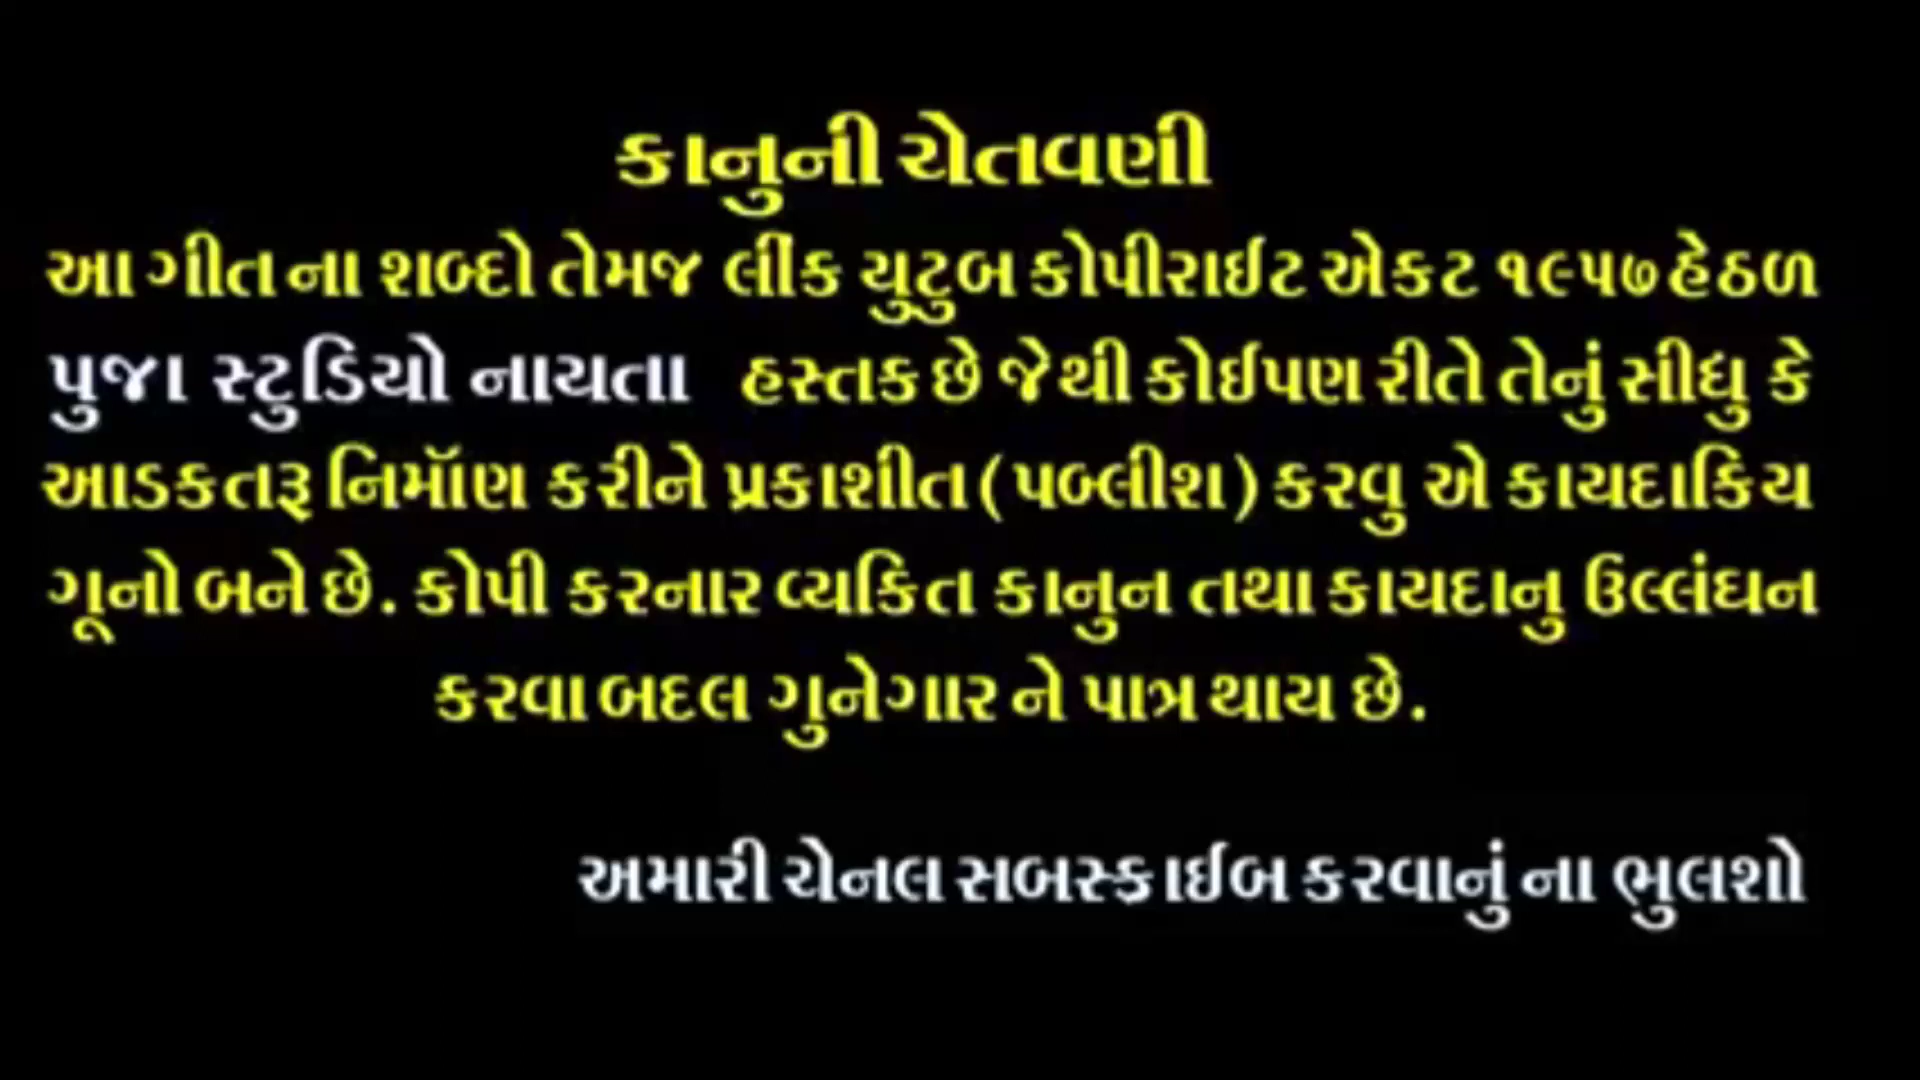 કાનુની ચેતવણી
આ ગીત ના શબ્દો તેમજ લીંક યુટુબ કોપીરાઈટ એકટ ૧૯૫૭ હેઠળ
પુજા સ્ટુડિયો નાયતા હસ્તક છે જેથી કોઈપણ રીતે તેનું સીધુ કે
આડકતરૂ નિર્માણ કરીને પ્રકાશીત (પબ્લીશ) કરવુ એ કાયદાકિય
ગૂનો બને છે. કોપી કરનાર વ્યકિત કાનુન તથા કાયદાનુ ઉલ્લંઘન
કરવા બદલ ગુનેગાર ને પાત્ર થાય છે.
અમારી ચેનલ સબસ્ક્રાઈબ કરવાનું ના ભુલશો